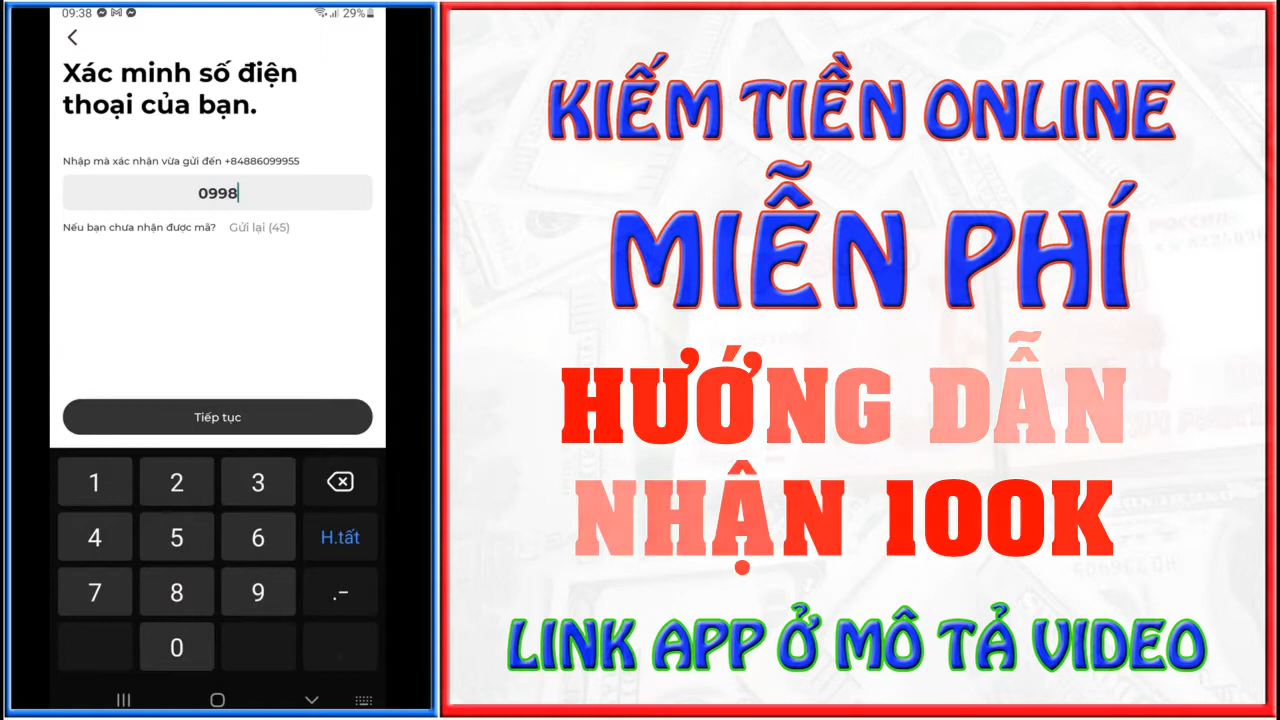 09:38
29%
Xác minh số điện
thoại của bạn.
Nhập mà xác nhận vừa gửi đến +84886099955
0998
Nếu bạn chưa nhận được mã? Gửi lại (45)
Tiếp tục
1 2 3
4 5 6 H.tất
7 8 9 .-
0
KIẾM TIỀN ONLINE
MIỄN PHÍ
HƯỚNG DẪN
NHẬN 100K
LINK APP Ở MÔ TẢ VIDEO